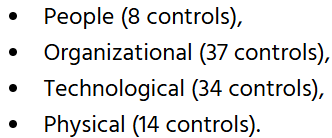 • People (8 controls),
• Organizational (37 controls),
• Technological (34 controls),
• Physical (14 controls).